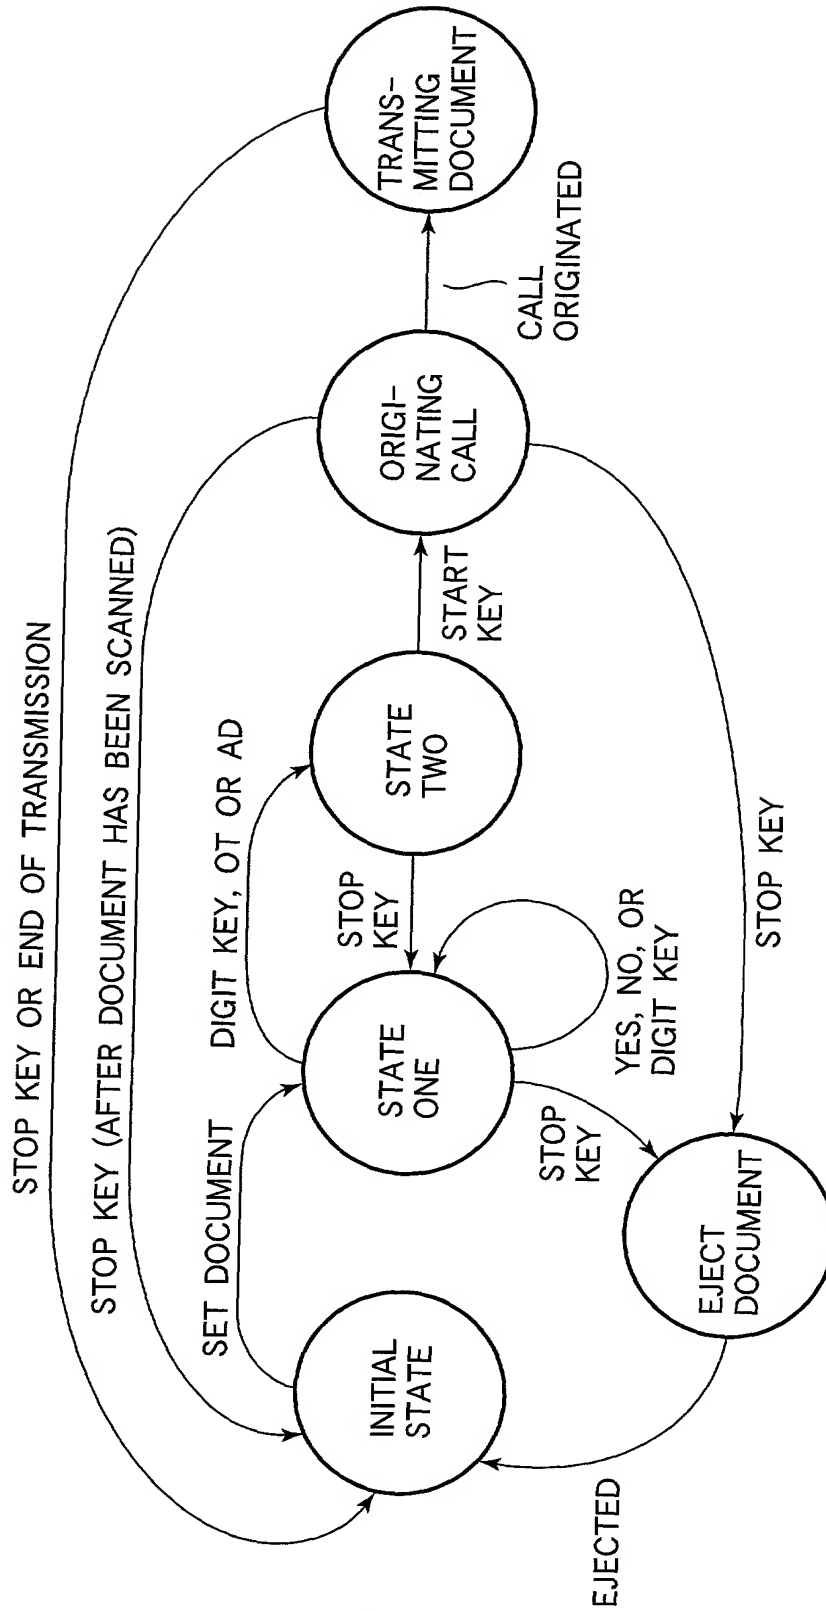 STOP KEY OR END OF TRANSMISSION
STOP KEY (AFTER DOCUMENT HAS BEEN SCANNED)
SET DOCUMENT
DIGIT KEY, OT OR AD
INITIAL
STATE
STATE
ONE
STOP
KEY
STATE
TWO
START
KEY
ORIGI-
NATING
CALL
CALL
ORIGINATED
TRANS-
MITTING
DOCUMENT
STOP
KEY
YES, NO, OR
DIGIT KEY
EJECTED
EJECT
DOCUMENT
STOP KEY